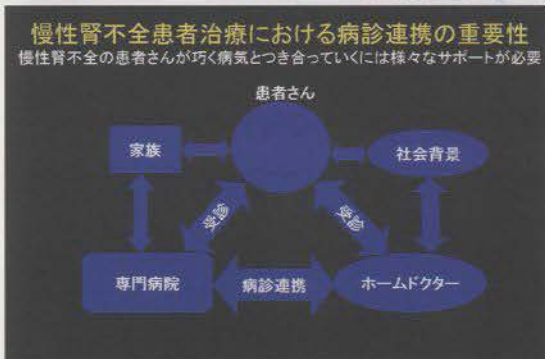 慢性腎不全患者治療における病診連携の重要性
慢性腎不全の患者さんが巧く病気とつき合っていくには様々なサポートが必要
患者さん
家族
社会背景
受診
受診
専門病院
病診連携
ホームドクター